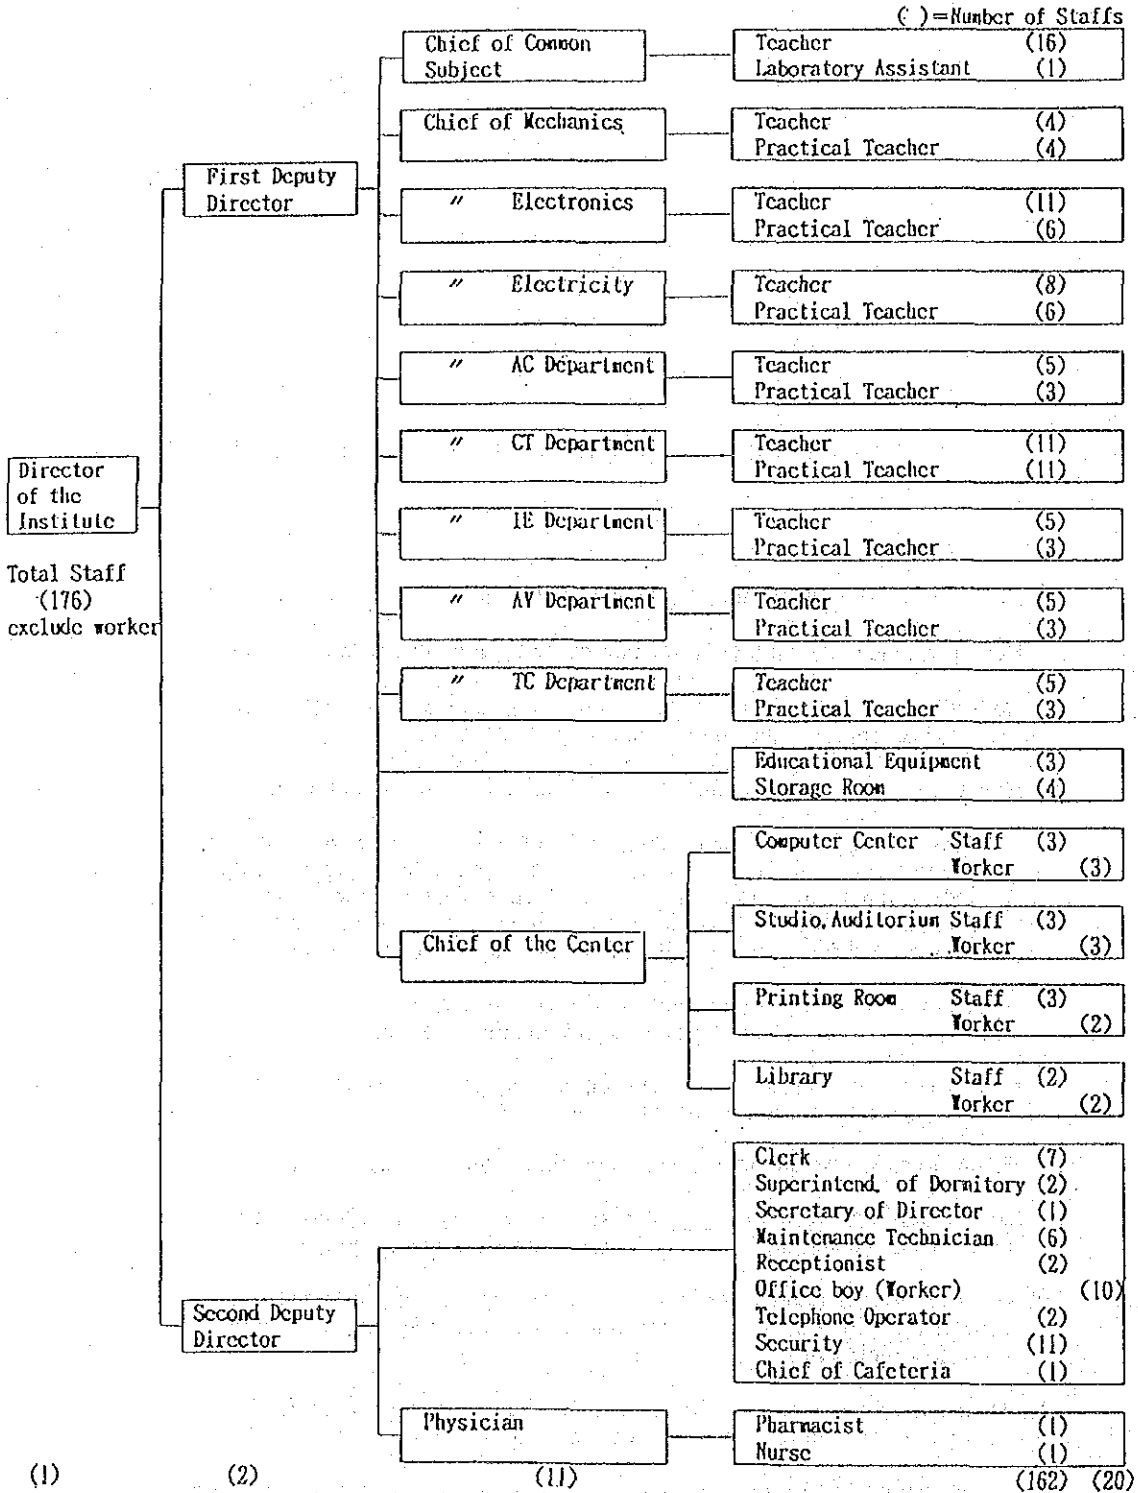 ( )=Number of Staffs
Chief of Common Subject
Teacher (16)
Laboratory Assistant (1)
Chief of Mechanics
Teacher (4)
Practical Teacher (4)
First Deputy
Director
〃 Electronics
Teacher (11)
Practical Teacher (6)
〃 Electricity
Teacher (8)
Practical Teacher (6)
〃 AC Department
Teacher (5)
Practical Teacher (3)
〃 CT Department
Teacher (11)
Practical Teacher (11)
Director
of the
Institute
Total Staff
(176)
exclude worker
〃 IE Department
Teacher (5)
Practical Teacher (3)
〃 AV Department
Teacher (5)
Practical Teacher (3)
〃 TC Department
Teacher (5)
Practical Teacher (3)
Educational Equipment (3)
Storage Room (4)
Chief of the Center
Computer Center Staff (3)
Worker (3)
Studio,Auditorium Staff (3)
Worker (3)
Printing Room Staff (3)
Worker (2)
Library Staff (2)
Worker (2)
Second Deputy
Director
Clerk (7)
Superintend. of Dormitory (2)
Secretary of Director (1)
Maintenance Technician (6)
Receptionist (2)
Office boy (Worker) (10)
Telephone Operator (2)
Security (11)
Chief of Cafeteria (1)
Physician
Pharmacist (1)
Nurse (1)
(1) (2) (11) (162) (20)